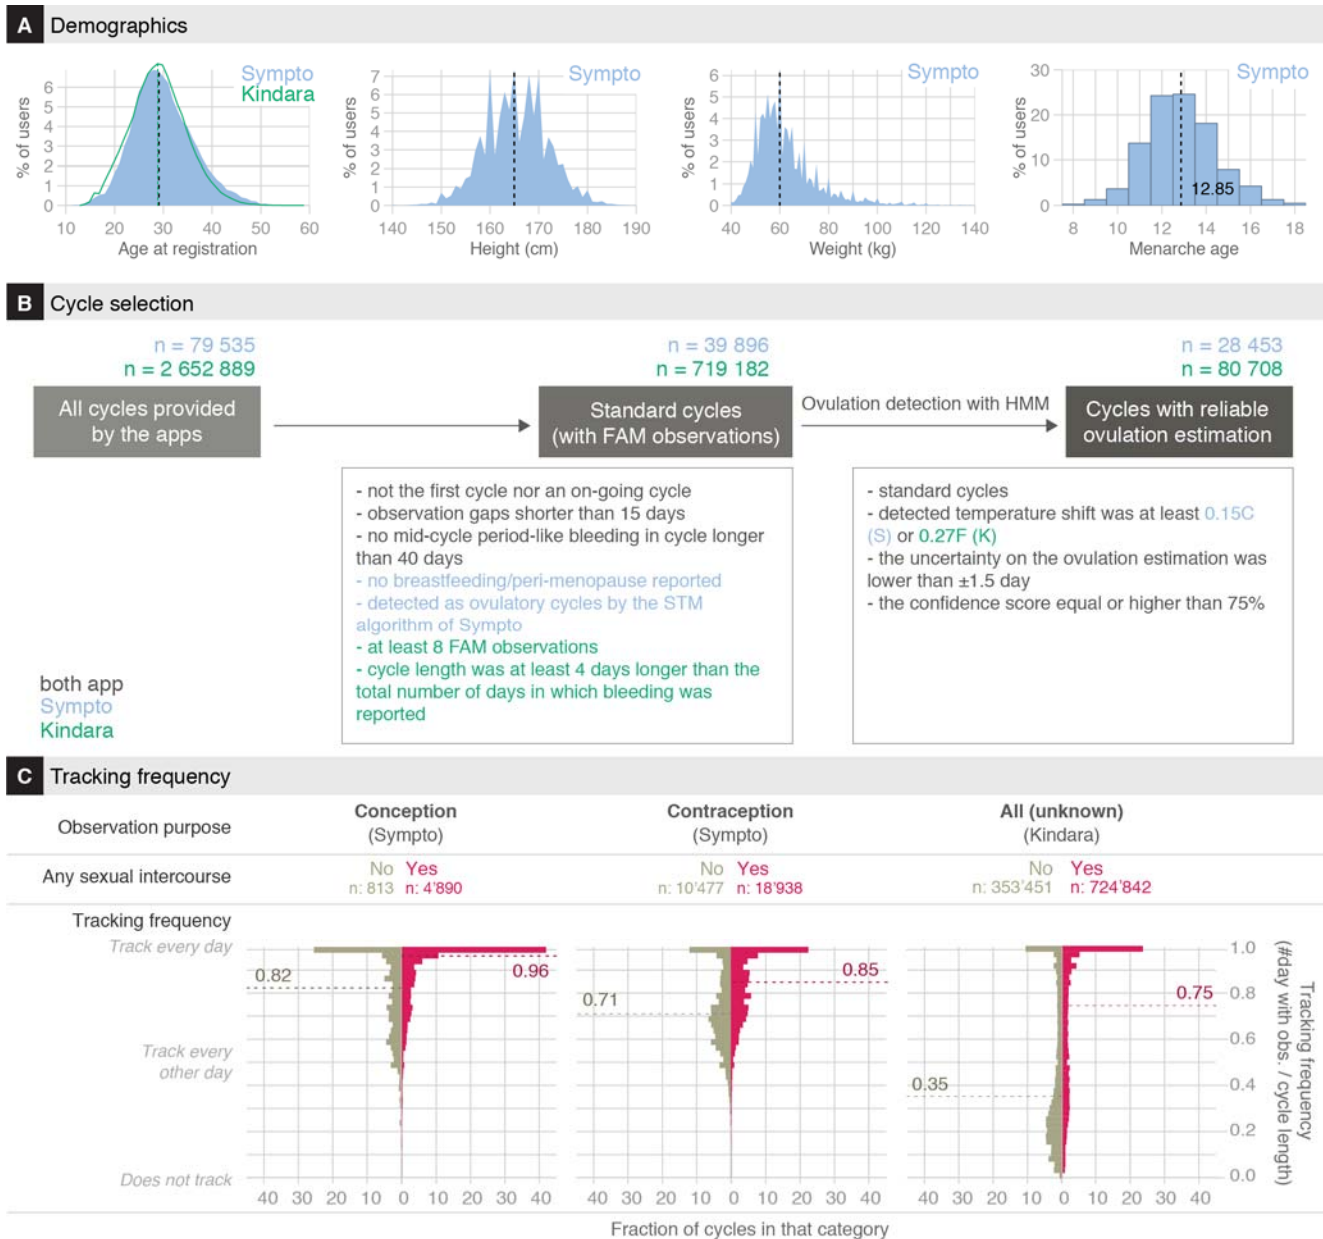 A Demographics
Sympto
Kindara
% of users
6
5
4
3
2
1
0
10 20 30 40 50 60
Age at registration
Sympto
% of users
7
6
5
4
3
2
1
0
140 150 160 170 180 190
Height (cm)
Sympto
% of users
6
5
4
3
2
1
0
40 60 80 100 120 140
Weight (kg)
Sympto
% of users
30
20
10
0
12.85
8 10 12 14 16 18
Menarche age
B Cycle selection
n = 79 535
n = 2 652 889
All cycles provided
by the apps
n = 39 896
n = 719 182
Standard cycles
(with FAM observations)
Ovulation detection with HMM
n = 28 453
n = 80 708
Cycles with reliable
ovulation estimation
- not the first cycle nor an on-going cycle
- observation gaps shorter than 15 days
- no mid-cycle period-like bleeding in cycle longer
than 40 days
- no breastfeeding/peri-menopause reported
- detected as ovulatory cycles by the STM
algorithm of Sympto
- at least 8 FAM observations
- cycle length was at least 4 days longer than the
total number of days in which bleeding was
reported
- standard cycles
- detected temperature shift was at least 0.15C
(S) or 0.27F (K)
- the uncertainty on the ovulation estimation was
lower than ±1.5 day
- the confidence score equal or higher than 75%
both app
Sympto
Kindara
C Tracking frequency
Observation purpose
Conception
(Sympto)
Contraception
(Sympto)
All (unknown)
(Kindara)
Any sexual intercourse
No Yes
n: 813 n: 4'890
No Yes
n: 10'477 n: 18'938
No Yes
n: 353'451 n: 724'842
Tracking frequency
Track every day
Track every
other day
Does not track
0.82
0.96
0.71
0.85
0.35
0.75
1.0
0.8
0.6
0.4
0.2
0.0
Tracking frequency
(#day with obs. / cycle length)
40 30 20 10 0 10 20 30 40
40 30 20 10 0 10 20 30 40
40 30 20 10 0 10 20 30 40
Fraction of cycles in that category